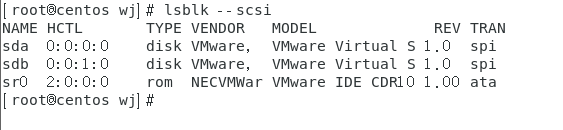 [root@centos wj]# lsblk --scsi
NAME HCTL TYPE VENDOR MODEL REV TRAN
sda 0:0:0:0 disk VMware, VMware Virtual S 1.0 spi
sdb 0:0:1:0 disk VMware, VMware Virtual S 1.0 spi
sr0 2:0:0:0 rom NECVMWar VMware IDE CDR10 1.00 ata
[root@centos wj]#